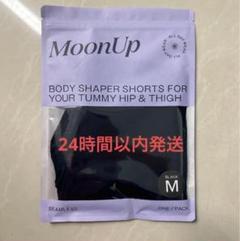 MoonUp
BODY SHAPER SHORTS FOR
YOUR TUMMY HIP & THIGH
24時間以内発送
BLACK
M